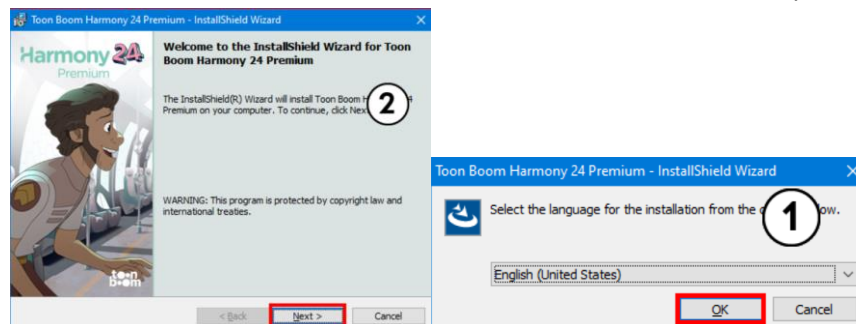 Toon Boom Harmony 24 Premium - InstallShield Wizard
Harmony 24
Premium
Welcome to the InstallShield Wizard for Toon
Boom Harmony 24 Premium
The InstallShield(R) Wizard will install Toon Boom
Premium on your computer. To continue, click Next
2
WARNING: This program is protected by copyright law and
international treaties.
toon
boom
< Back
Next >
Cancel
Toon Boom Harmony 24 Premium - InstallShield Wizard
Select the language for the installation from the
1
English (United States)
OK
Cancel